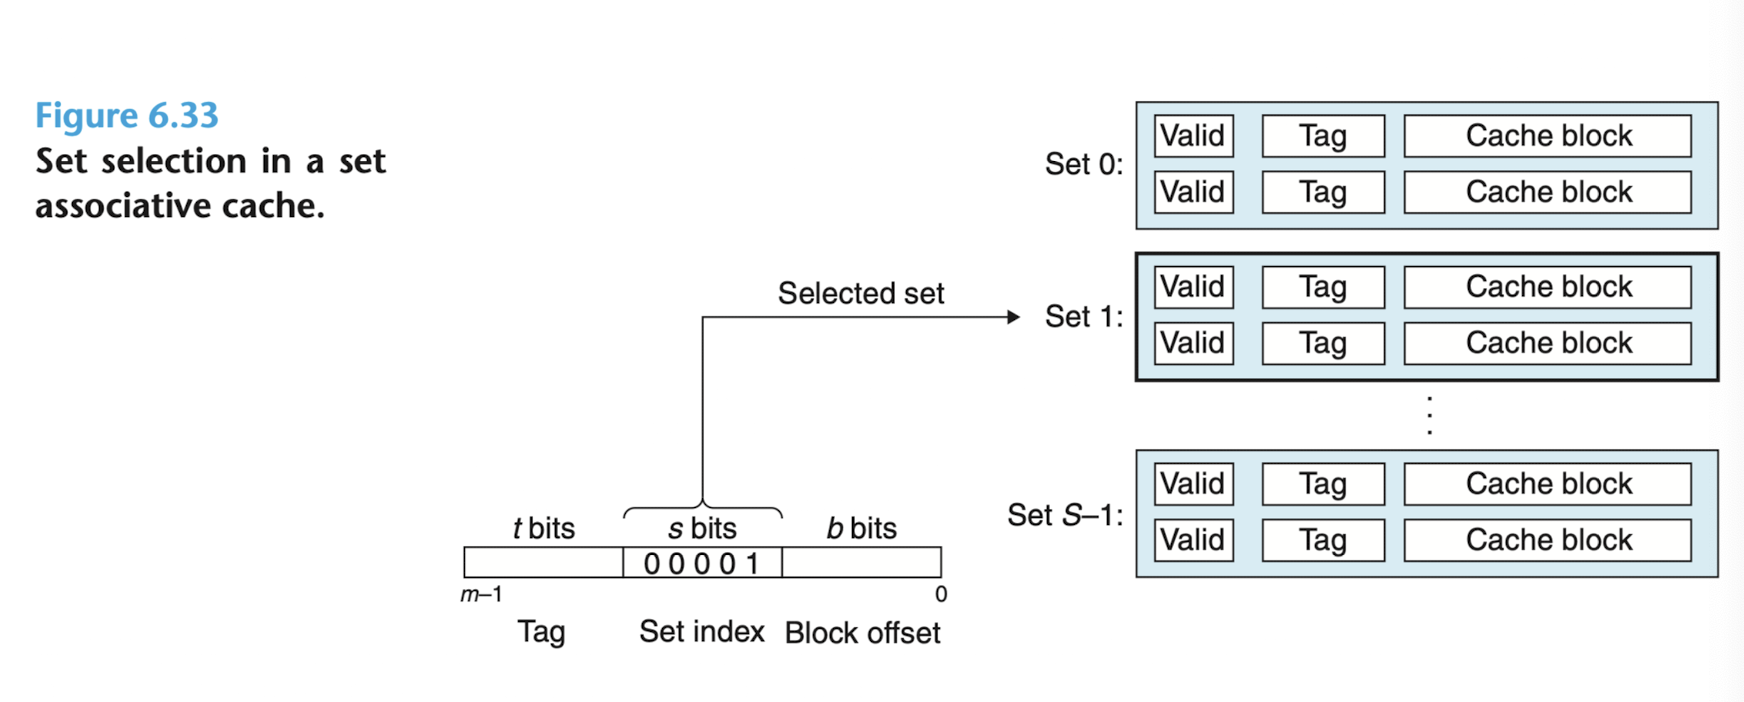 Figure 6.33
Set selection in a set
associative cache.
Set 0:
Valid Tag Cache block
Valid Tag Cache block
Selected set
Set 1:
Valid Tag Cache block
Valid Tag Cache block
Set S–1:
Valid Tag Cache block
Valid Tag Cache block
t bits s bits b bits
0 0 0 0 1
m–1 0
Tag Set index Block offset